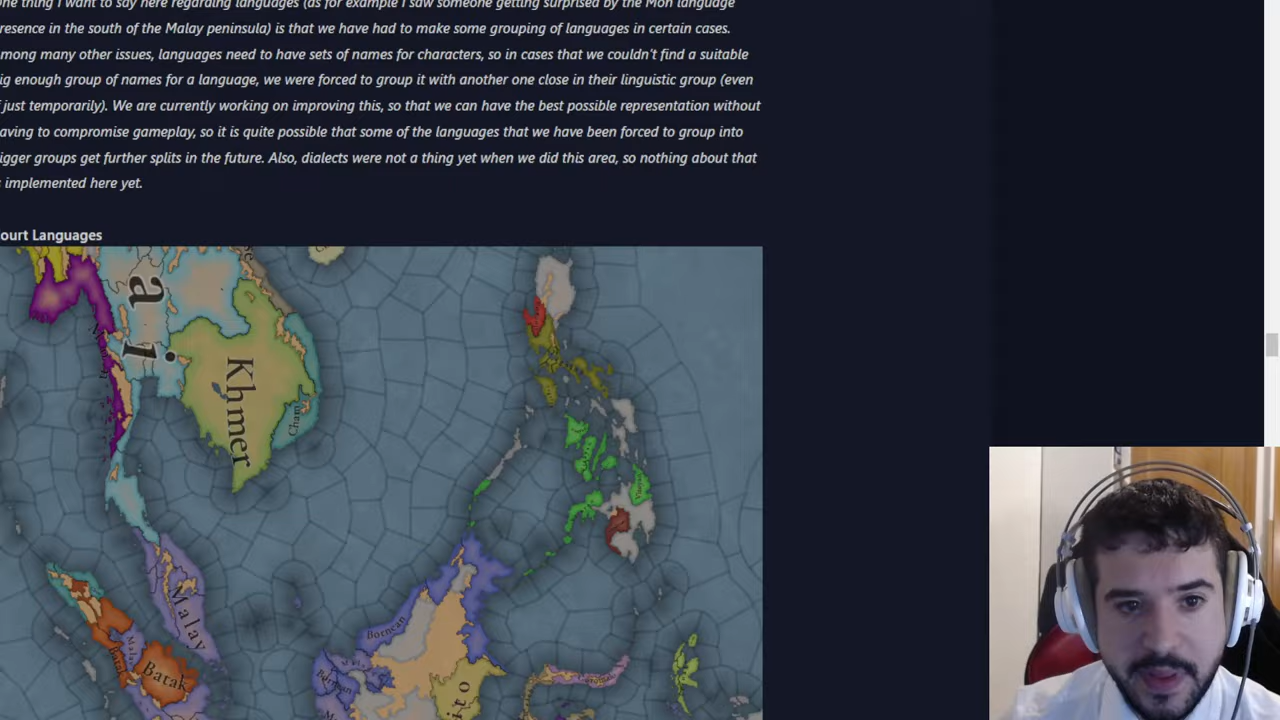 One thing I want to say here regarding languages (as for example I saw someone getting surprised by the Mon language
resence in the south of the Malay peninsula) is that we have had to make some grouping of languages in certain cases.
mong many other issues, languages need to have sets of names for characters, so in cases that we couldn't find a suitable
ig enough group of names for a language, we were forced to group it with another one close in their linguistic group (even
f just temporarily). We are currently working on improving this, so that we can have the best possible representation without
aving to compromise gameplay, so it is quite possible that some of the languages that we have been forced to group into
igger groups get further splits in the future. Also, dialects were not a thing yet when we did this area, so nothing about that
s implemented here yet.
ourt Languages
ai
Khmer
Cham
Malay
Bornean
Malay
Batak
Batak
Bornean
ito